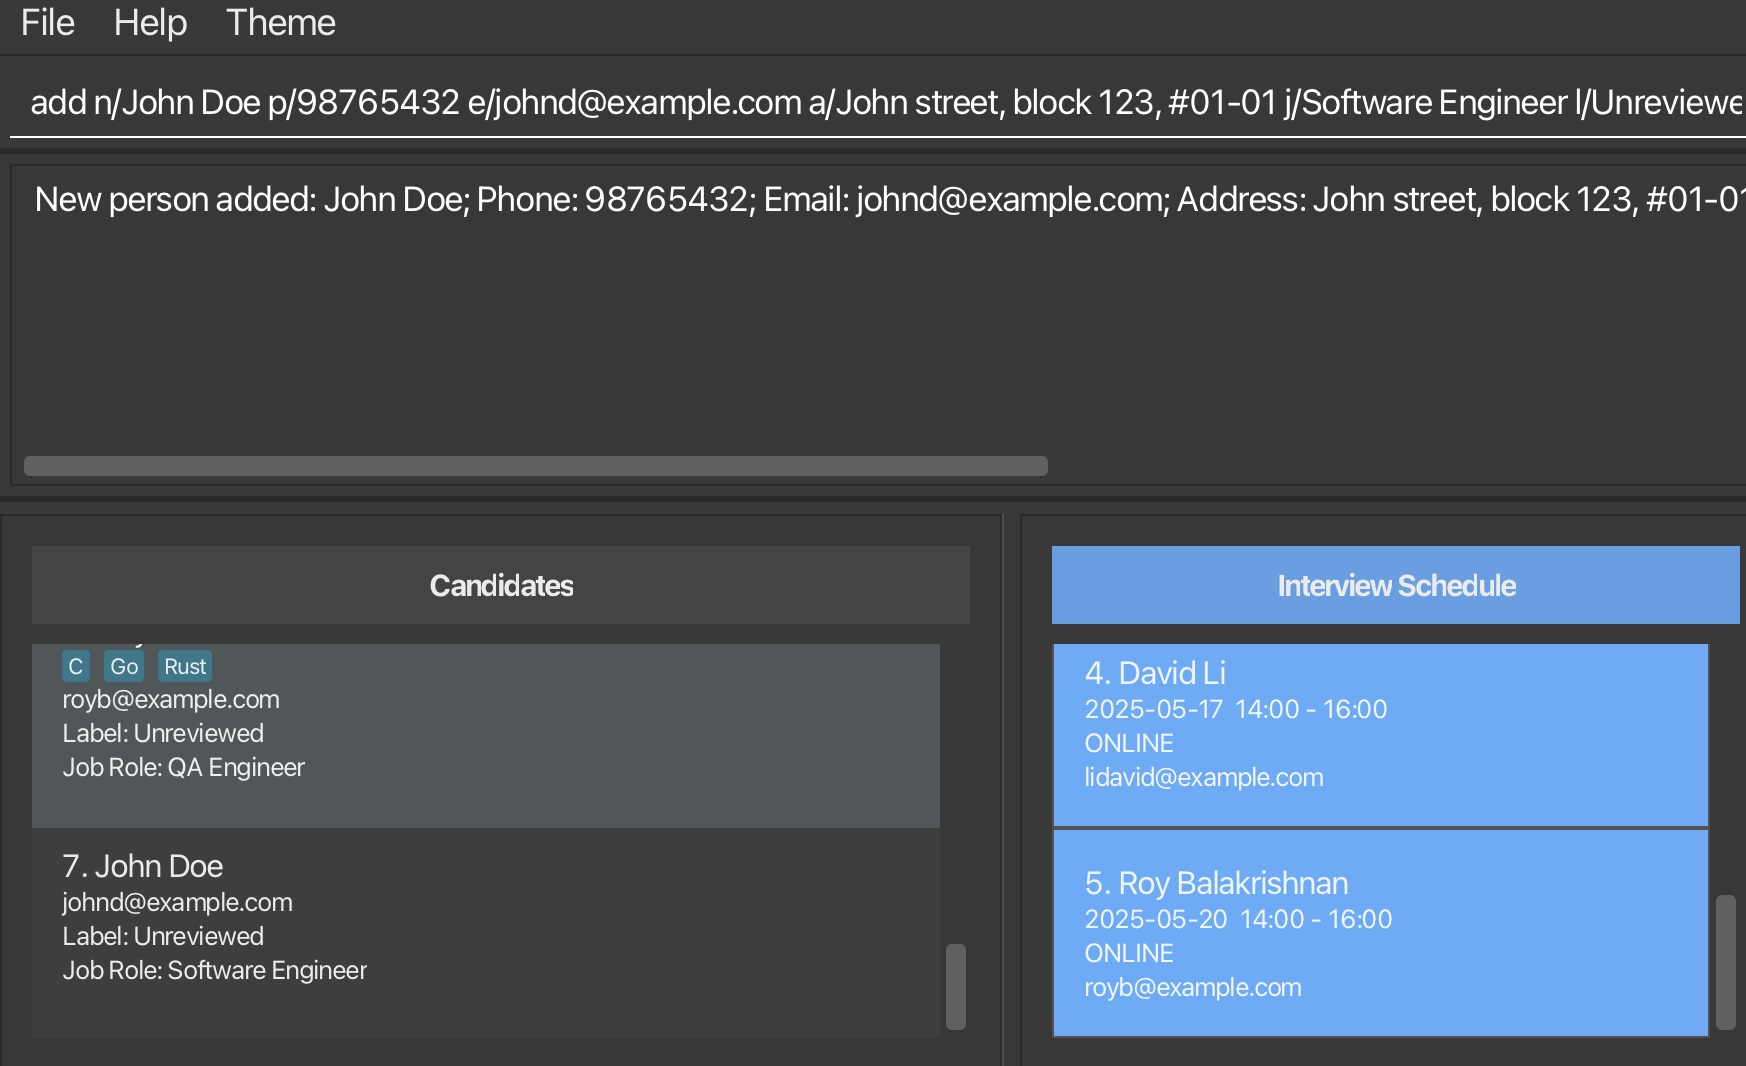 File Help Theme
add n/John Doe p/98765432 e/johnd@example.com a/John street, block 123, #01-01 j/Software Engineer l/Unreviewe
New person added: John Doe; Phone: 98765432; Email: johnd@example.com; Address: John street, block 123, #01-01
Candidates
C Go Rust
royb@example.com
Label: Unreviewed
Job Role: QA Engineer
7. John Doe
johnd@example.com
Label: Unreviewed
Job Role: Software Engineer
Interview Schedule
4. David Li
2025-05-17 14:00 - 16:00
ONLINE
lidavid@example.com
5. Roy Balakrishnan
2025-05-20 14:00 - 16:00
ONLINE
royb@example.com